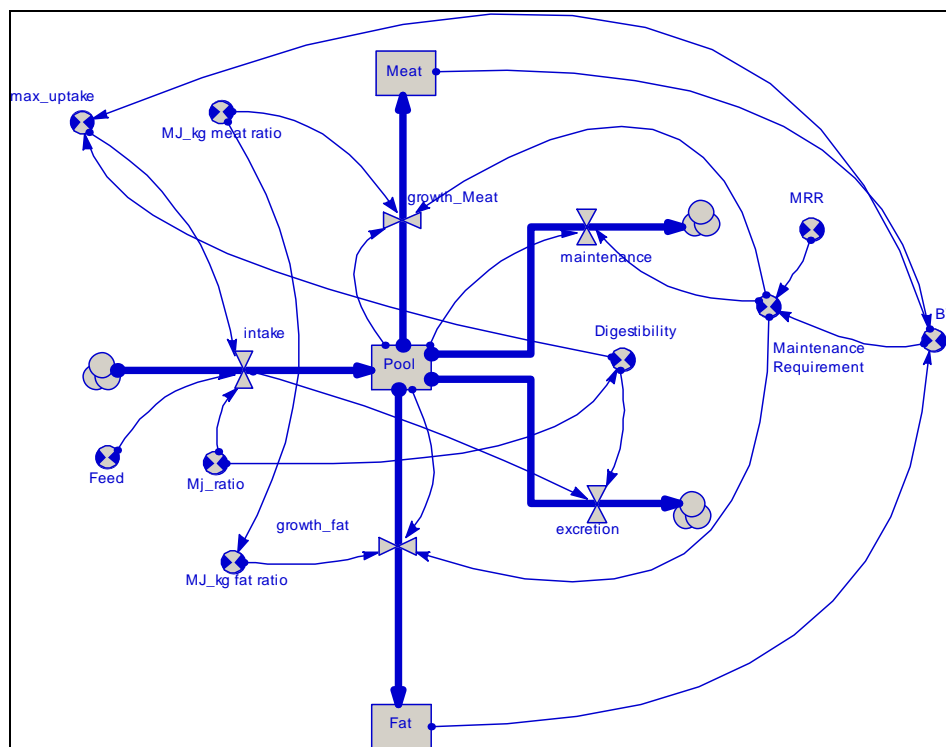 Meat
max_uptake
MJ_kg meat ratio
growth_Meat
MRR
maintenance
B
intake
Digestibility
Pool
Maintenance
Requirement
Feed
Mj_ratio
growth_fat
excretion
MJ_kg fat ratio
Fat